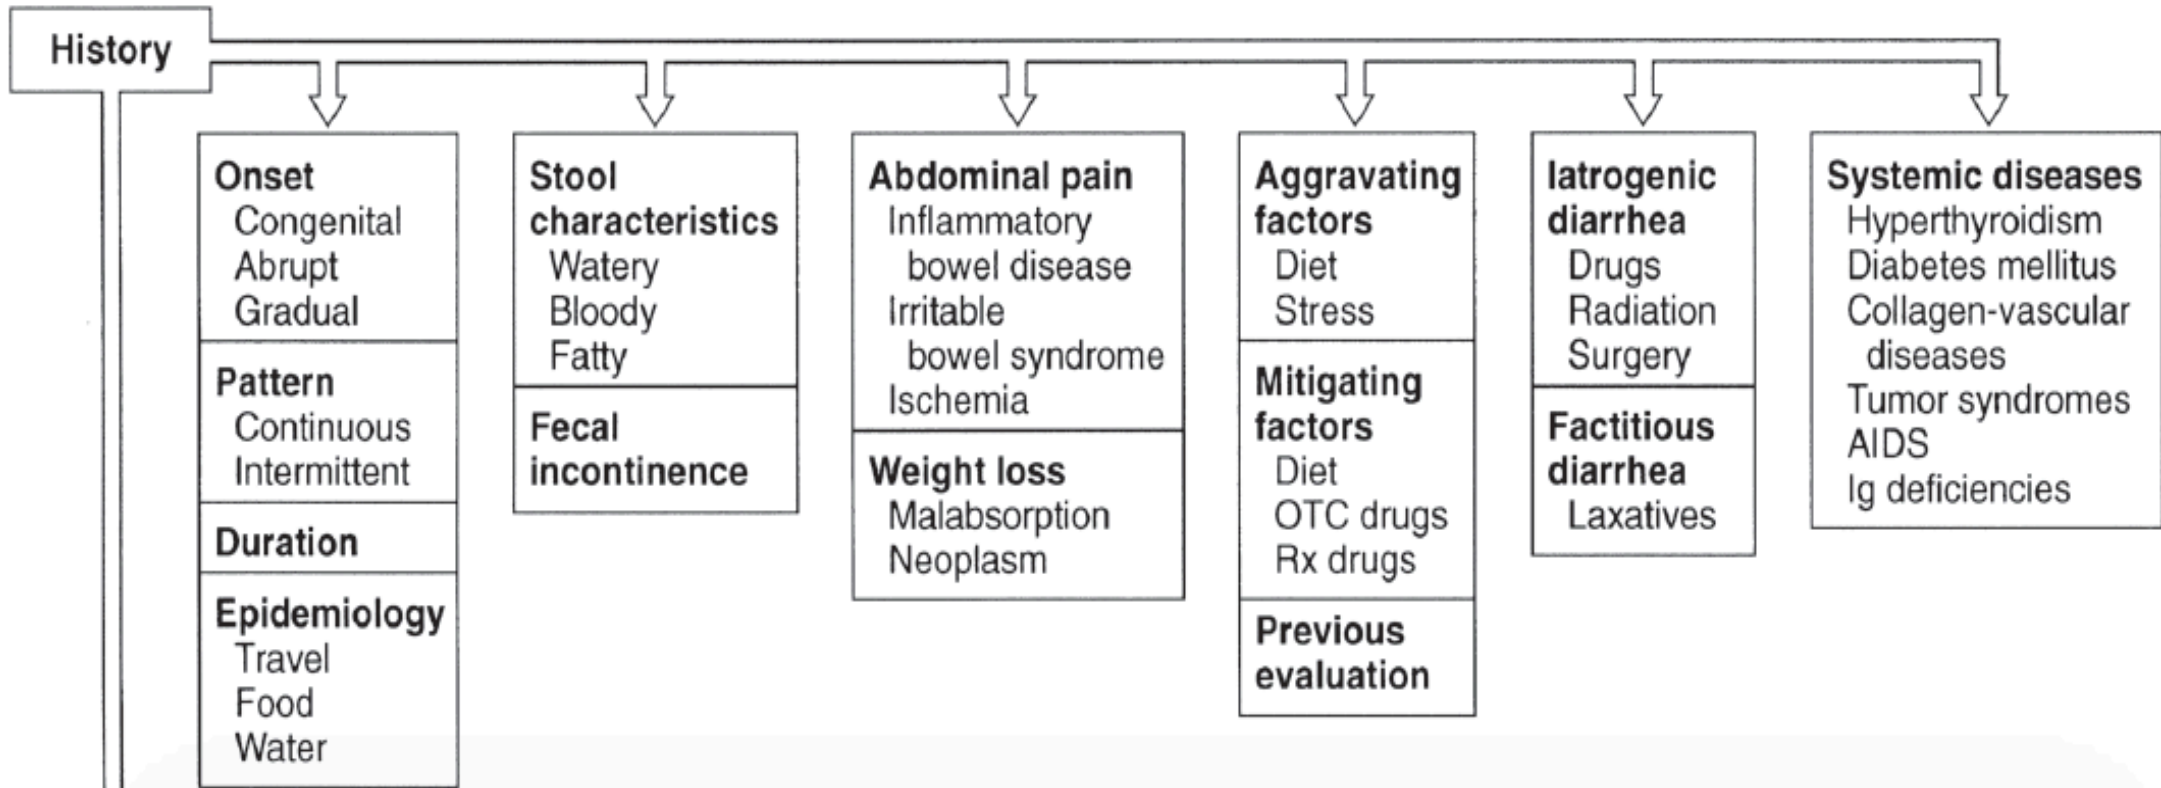 History
Onset
Congenital
Abrupt
Gradual
Pattern
Continuous
Intermittent
Duration
Epidemiology
Travel
Food
Water
Stool
characteristics
Watery
Bloody
Fatty
Fecal
incontinence
Abdominal pain
Inflammatory
bowel disease
Irritable
bowel syndrome
Ischemia
Weight loss
Malabsorption
Neoplasm
Aggravating
factors
Diet
Stress
Mitigating
factors
Diet
OTC drugs
Rx drugs
Previous
evaluation
Iatrogenic
diarrhea
Drugs
Radiation
Surgery
Factitious
diarrhea
Laxatives
Systemic diseases
Hyperthyroidism
Diabetes mellitus
Collagen-vascular
diseases
Tumor syndromes
AIDS
Ig deficiencies